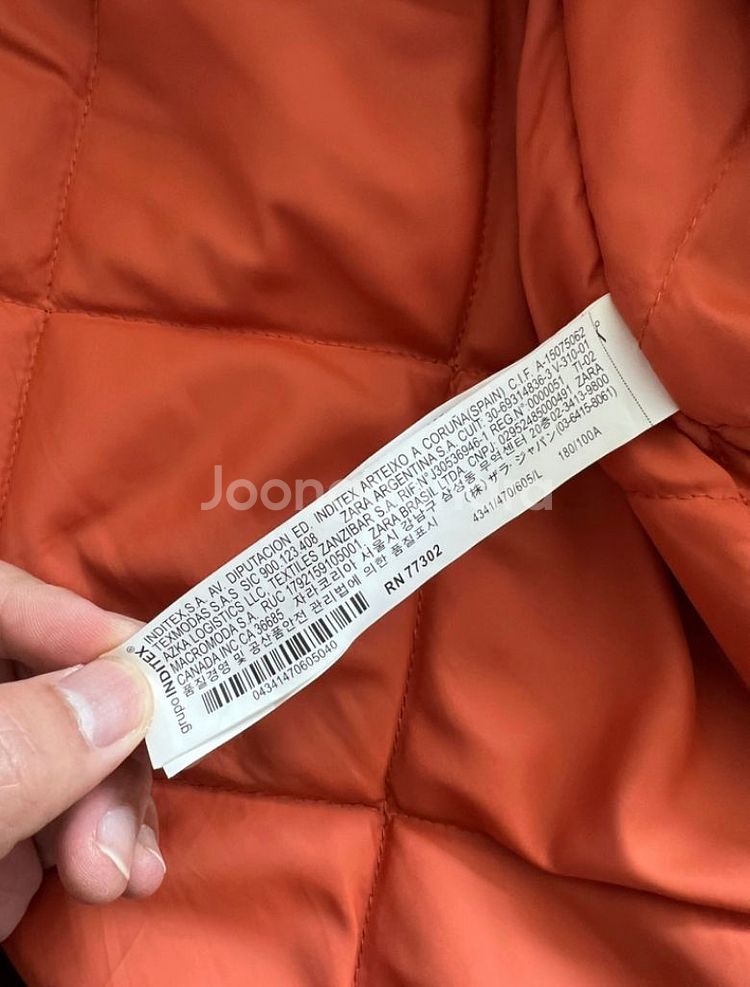 grupo INDITEX®
INDITEX,S.A. AV. DIPUTACION ED. INDITEX ARTEIXO A CORUÑA(SPAIN) C.I.F. A-15075062
TEXMODAS S.A.S SIC 900.123.408 ZARA ARGENTINA S.A. CUIT: 30-69314836-3 V-310-01
AZKA LOGISTICS LLC, TEXTILES ZANZIBAR S.A. RIF N° J30536946-1 REG.N° 0000051 TI-02
MACROMODA S.A., RUC 1792159105001, ZARA BRASIL LTDA, CNPJ. 02952485000491 ZARA
CANADA INC,CA 36685 자라코리아 서울시 강남구 삼성동 무역센터 20층 02-3413-9800
품질경영 및 공산품안전 관리법에 의한 품질표시 (株) ザラ・ジャパン(03-6415-8061)
04341470605040
RN 77302
4341/470/605/L
180/100A